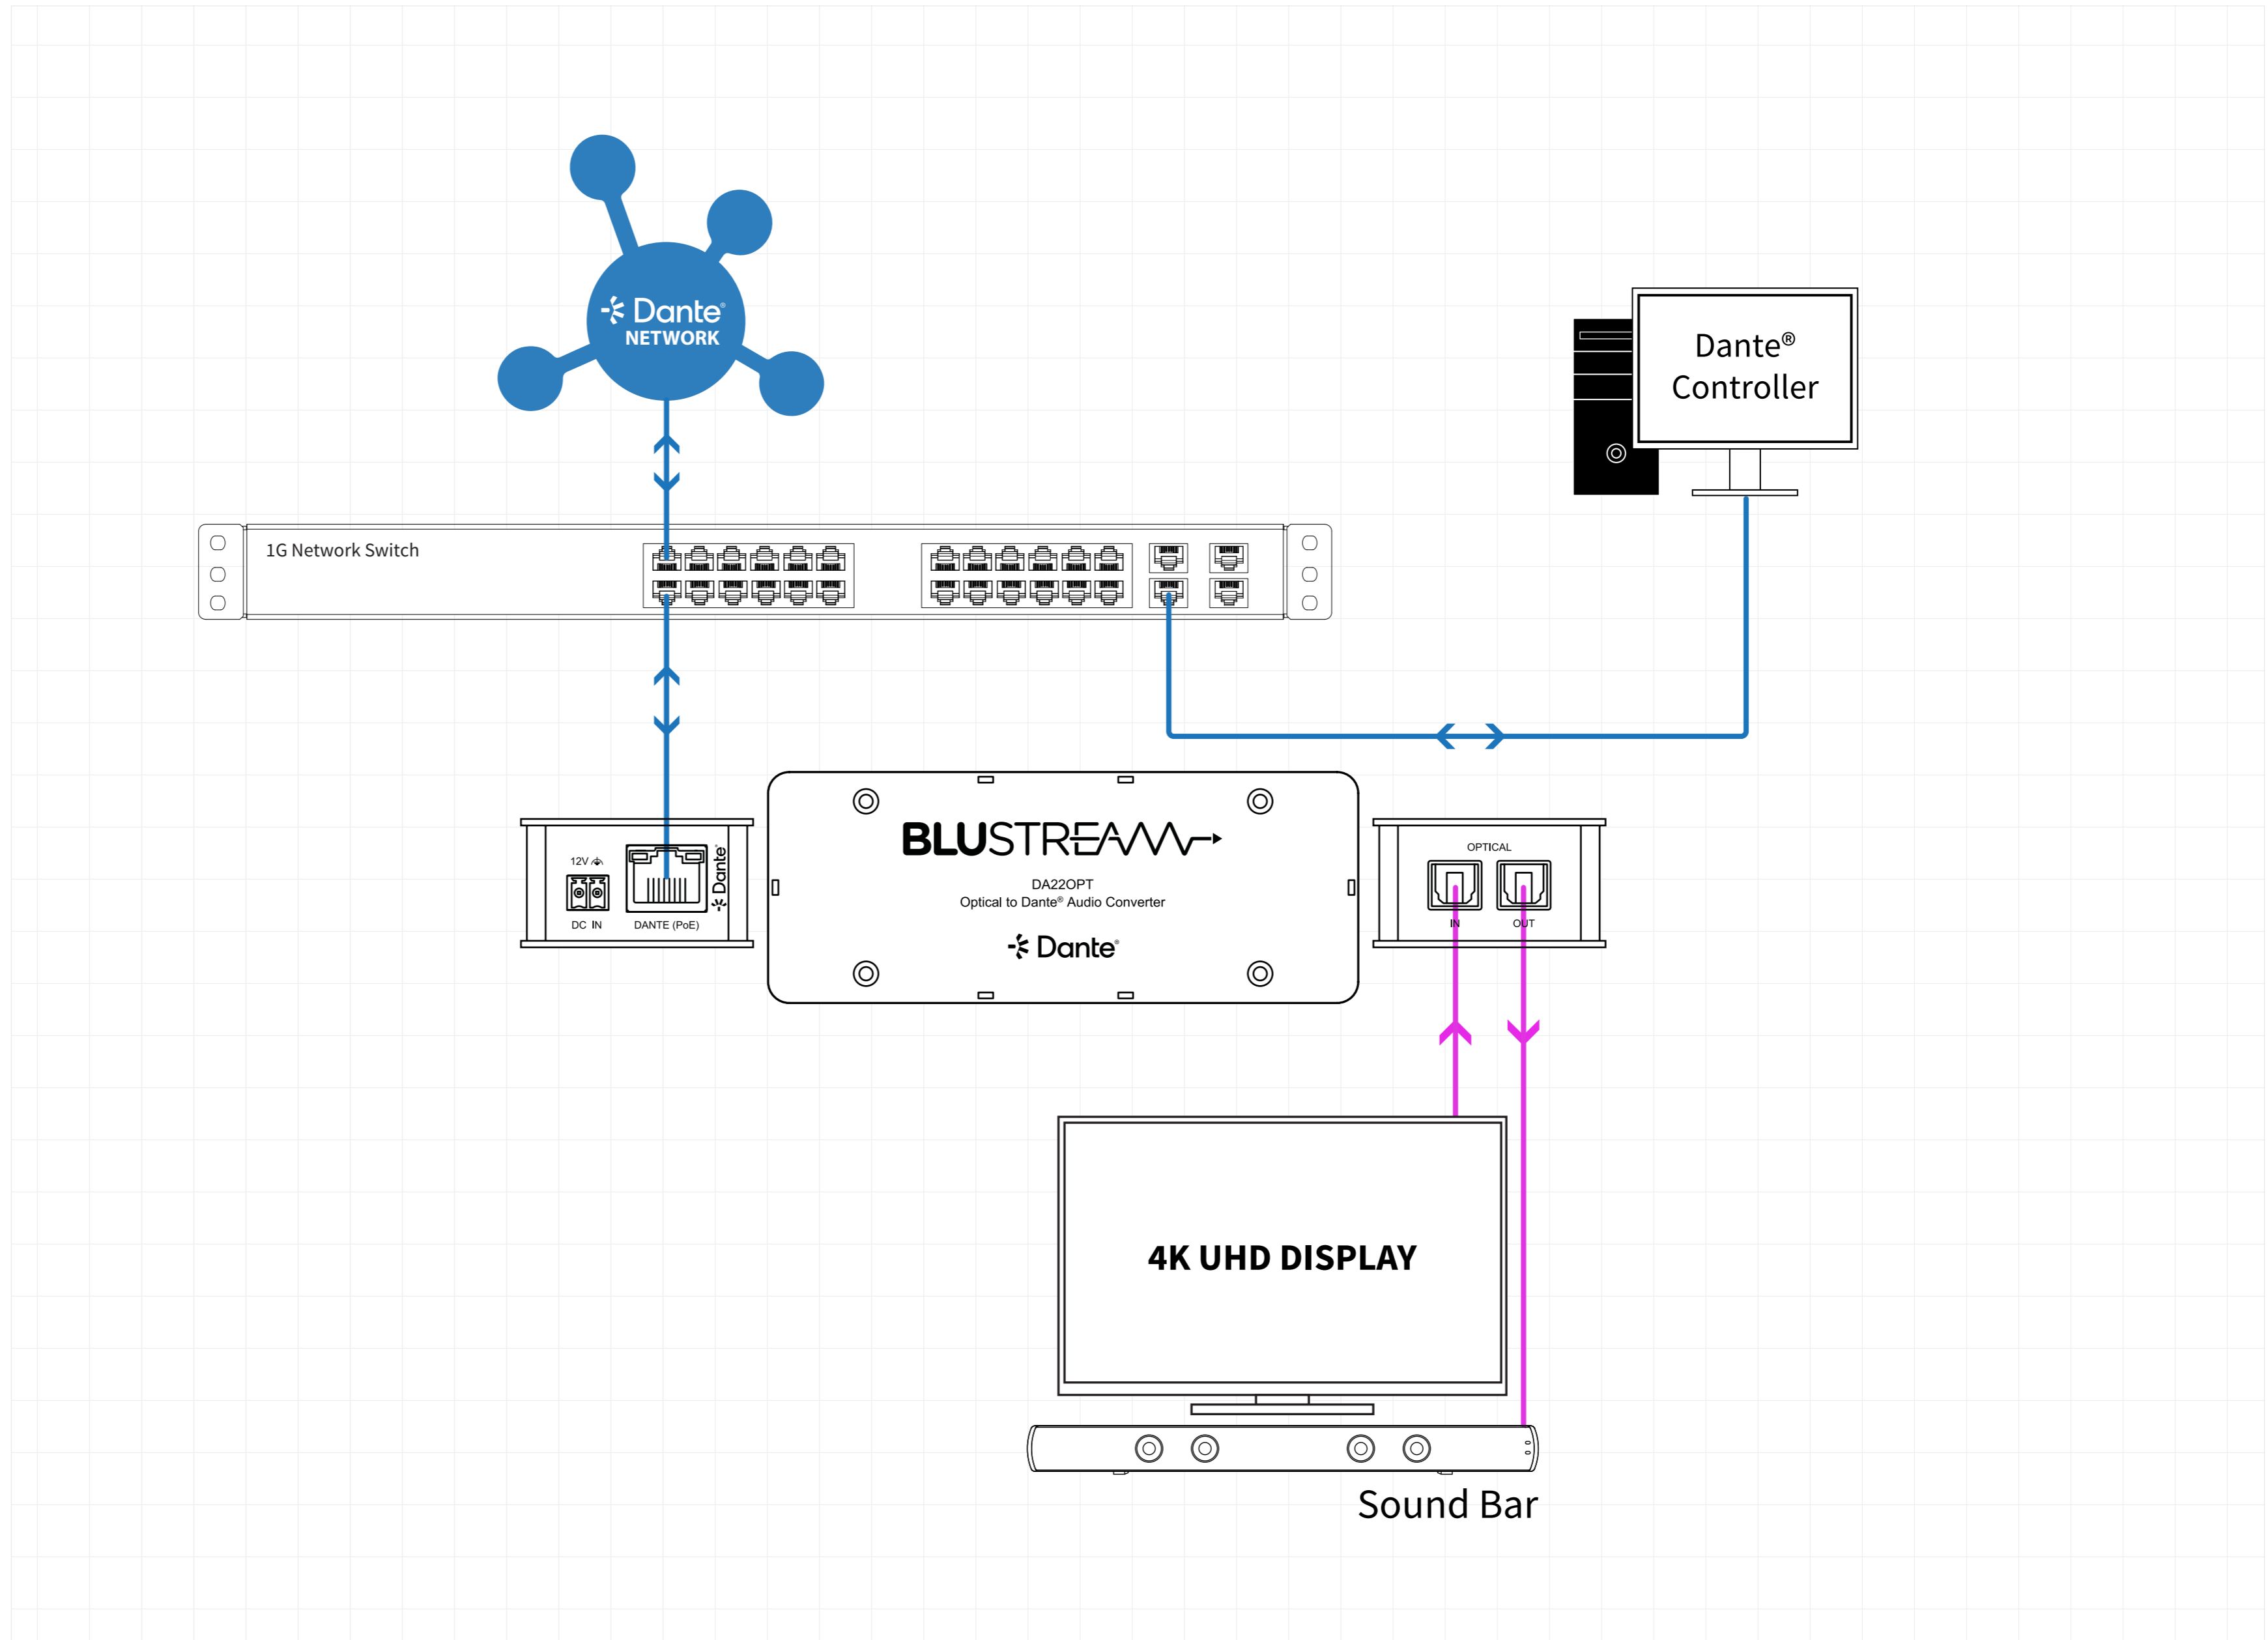 Dante®
NETWORK
Dante®
Controller
1G Network Switch
12V
DC IN
DANTE (PoE)
Dante®
BLUSTREAM
DA22OPT
Optical to Dante® Audio Converter
Dante®
OPTICAL
IN
OUT
4K UHD DISPLAY
Sound Bar